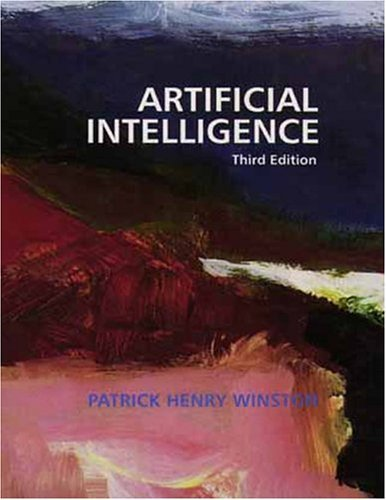 ARTIFICIAL
INTELLIGENCE
Third Edition
PATRICK HENRY WINSTON